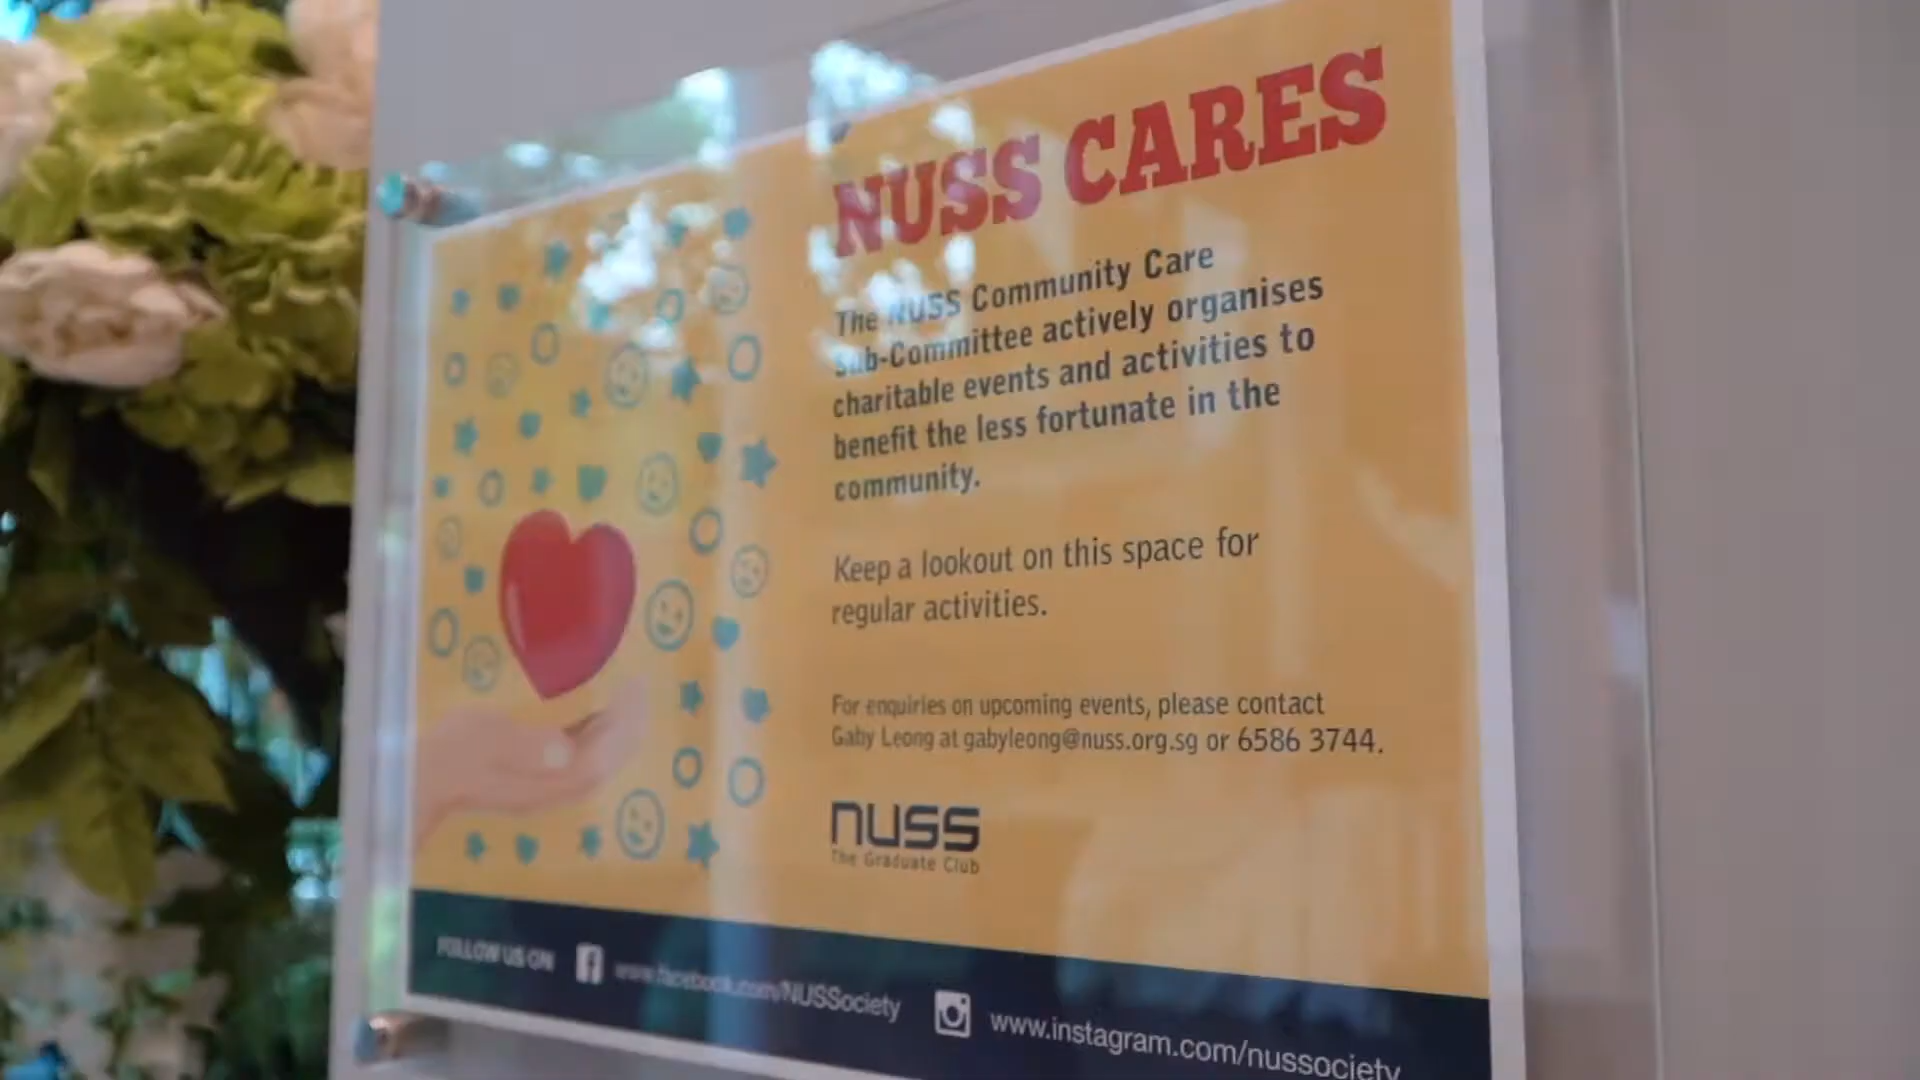 NUSS CARES
The NUSS Community Care
Sub-Committee actively organises
charitable events and activities to
benefit the less fortunate in the
community.
Keep a lookout on this space for
regular activities.
For enquiries on upcoming events, please contact
Gaby Leong at gabyleong@nuss.org.sg or 6586 3744.
nuss
The Graduate Club
FOLLOW US ON
www.facebook.com/NUSSociety
www.instagram.com/nussociety